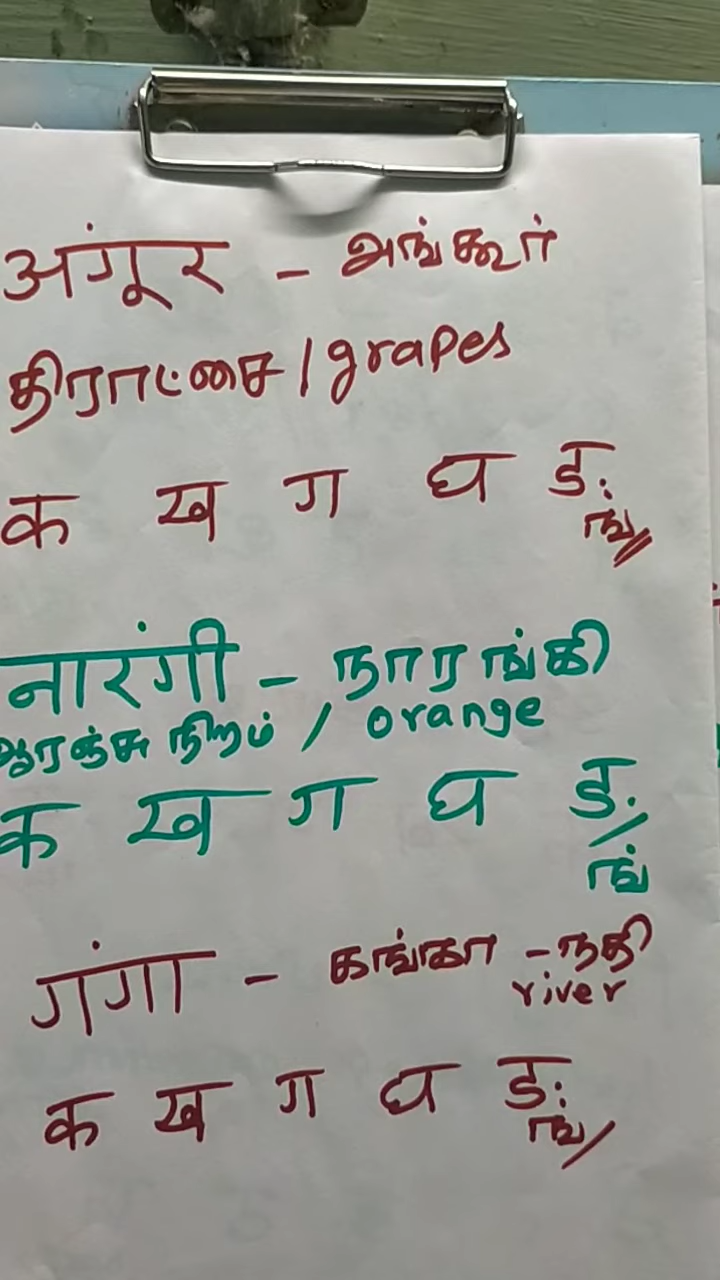 अंगूर - அங்கூர்
திராட்சை / grapes
क ख ग घ ङ
ங்
नारंगी - நாரங்கி
ஆரஞ்சு நிறம் / orange
क ख ग घ ङ
ங்
गंगा - கங்கா - நதி
river
क ख ग घ ङ
ங்